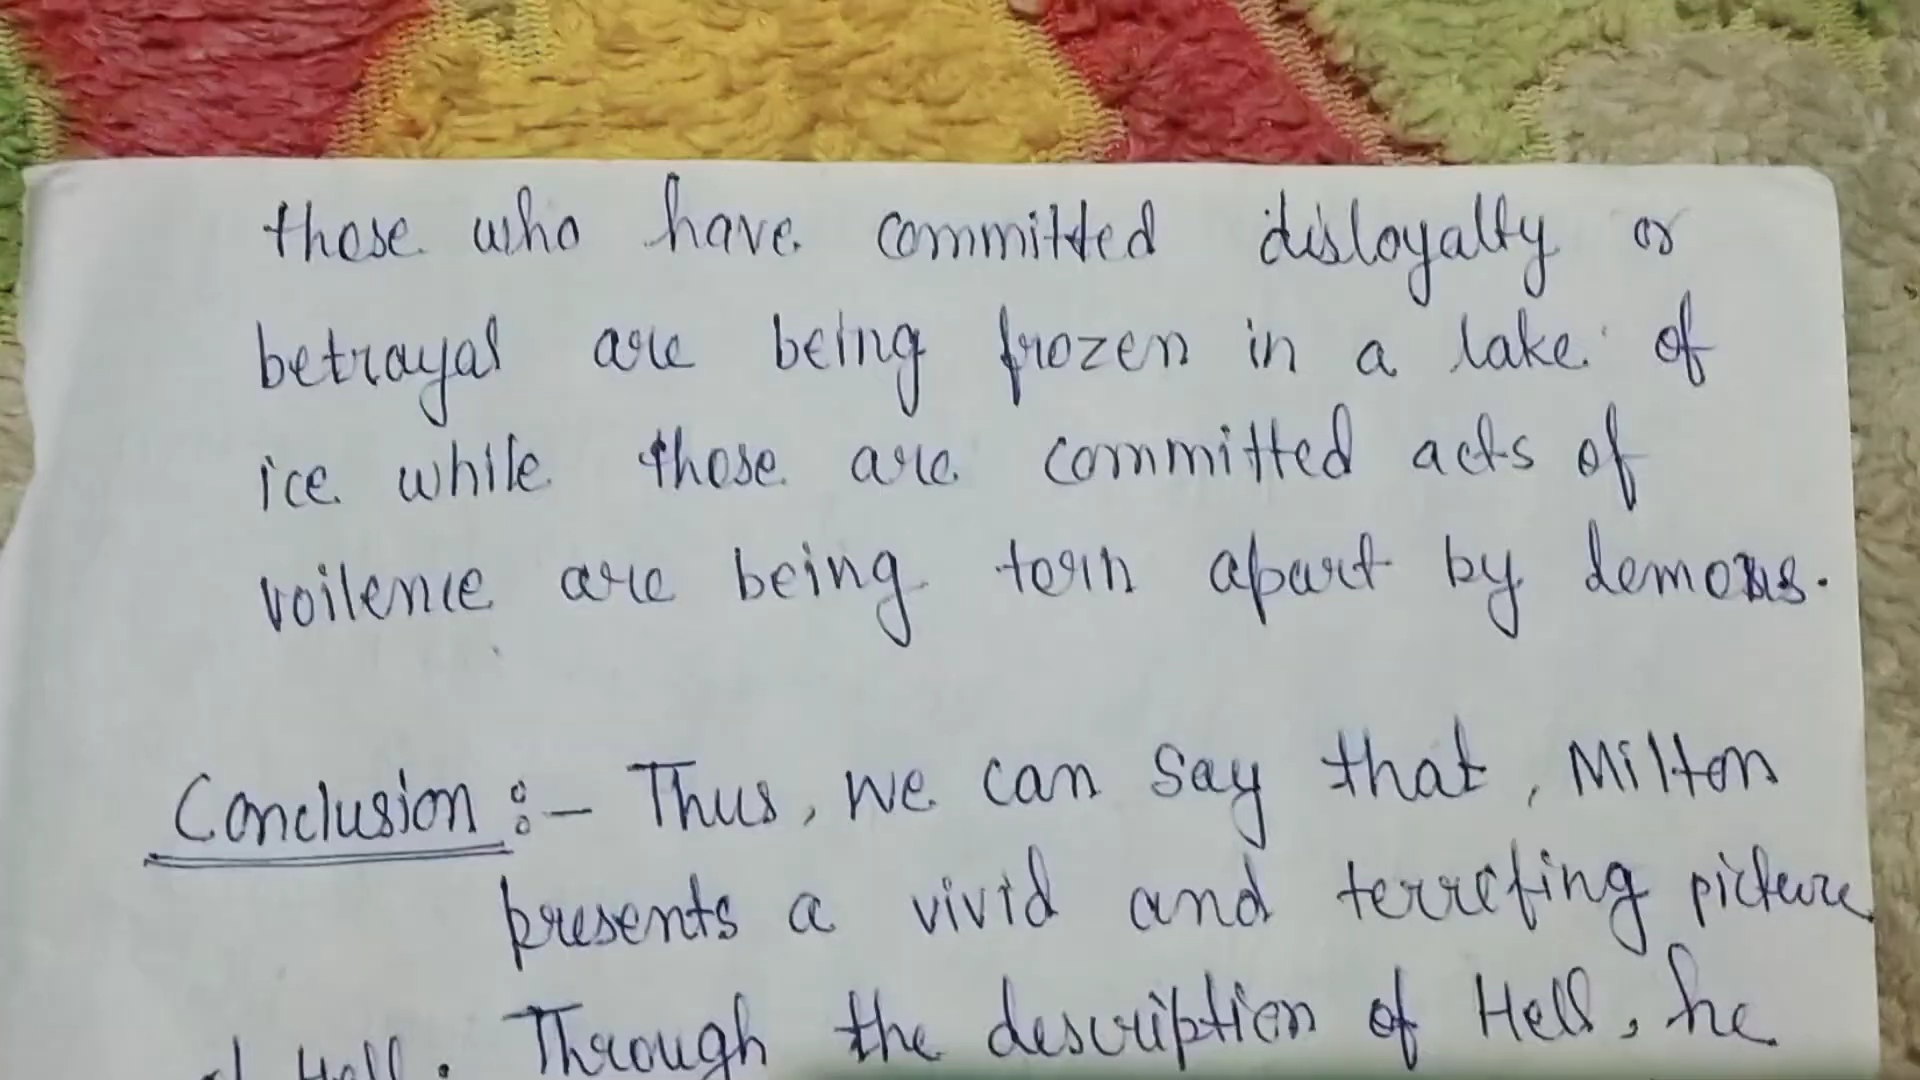 those who have committed disloyalty or
betrayal are being frozen in a lake of
ice while those are committed acts of
voilence are being torn apart by demons.
Conclusion :- Thus, we can say that, Milton
presents a vivid and terrefing picture
of Hell. Through the description of Hell, he